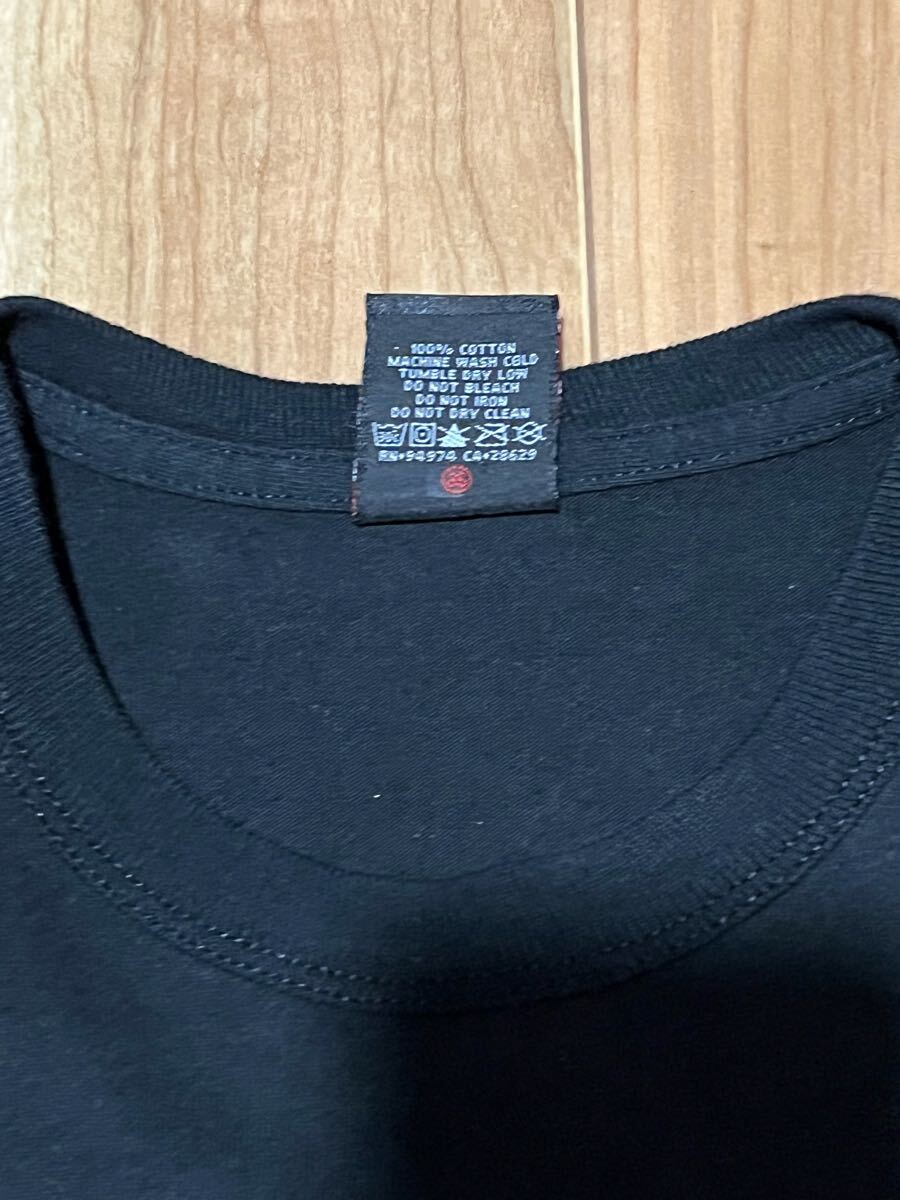 100% COTTON
MACHINE WASH COLD
TUMBLE DRY LOW
DO NOT BLEACH
DO NOT IRON
DO NOT DRY CLEAN
RN•94974 CA•28629